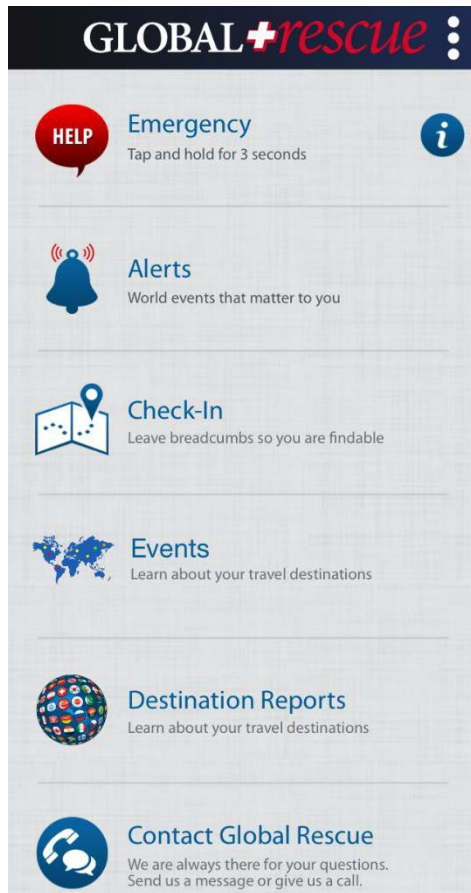 GLOBAL rescue
HELP
Emergency
Tap and hold for 3 seconds
i
Alerts
World events that matter to you
Check-In
Leave breadcumbs so you are findable
Events
Learn about your travel destinations
Destination Reports
Learn about your travel destinations
Contact Global Rescue
We are always there for your questions.
Send us a message or give us a call.